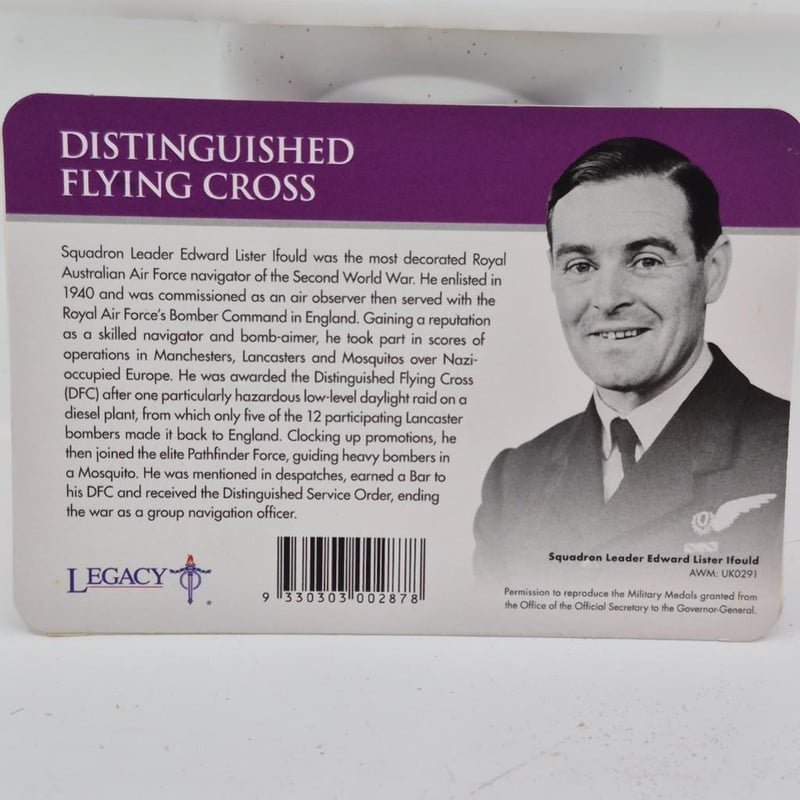 DISTINGUISHED
FLYING CROSS
Squadron Leader Edward Lister Ifould was the most decorated Royal
Australian Air Force navigator of the Second World War. He enlisted in
1940 and was commissioned as an air observer then served with the
Royal Air Force's Bomber Command in England. Gaining a reputation
as a skilled navigator and bomb-aimer, he took part in scores of
operations in Manchesters, Lancasters and Mosquitos over Nazi-
occupied Europe. He was awarded the Distinguished Flying Cross
(DFC) after one particularly hazardous low-level daylight raid on a
diesel plant, from which only five of the 12 participating Lancaster
bombers made it back to England. Clocking up promotions, he
then joined the elite Pathfinder Force, guiding heavy bombers in
a Mosquito. He was mentioned in despatches, earned a Bar to
his DFC and received the Distinguished Service Order, ending
the war as a group navigation officer.
LEGACY
9 330303 002878
Squadron Leader Edward Lister Ifould
AWM: UK0291
Permission to reproduce the Military Medals granted from
the Office of the Official Secretary to the Governor-General.